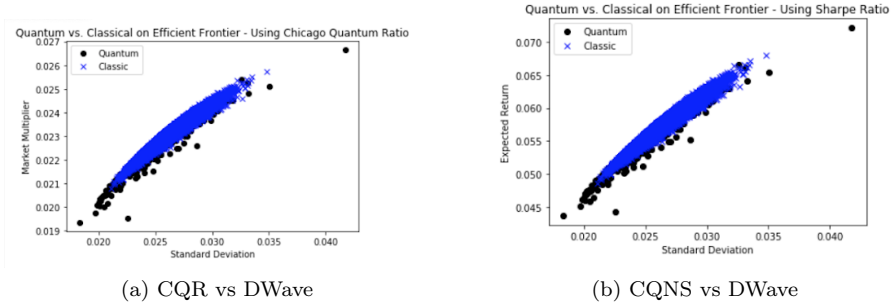 Quantum vs. Classical on Efficient Frontier - Using Chicago Quantum Ratio
Quantum
Classic
0.027
0.026
0.025
0.024
0.023
0.022
0.021
0.020
0.019
Market Multiplier
0.020
0.025
0.030
0.035
0.040
Standard Deviation
(a) CQR vs DWave
Quantum vs. Classical on Efficient Frontier - Using Sharpe Ratio
Quantum
Classic
0.070
0.065
0.060
0.055
0.050
0.045
Expected Return
0.020
0.025
0.030
0.035
0.040
Standard Deviation
(b) CQNS vs DWave